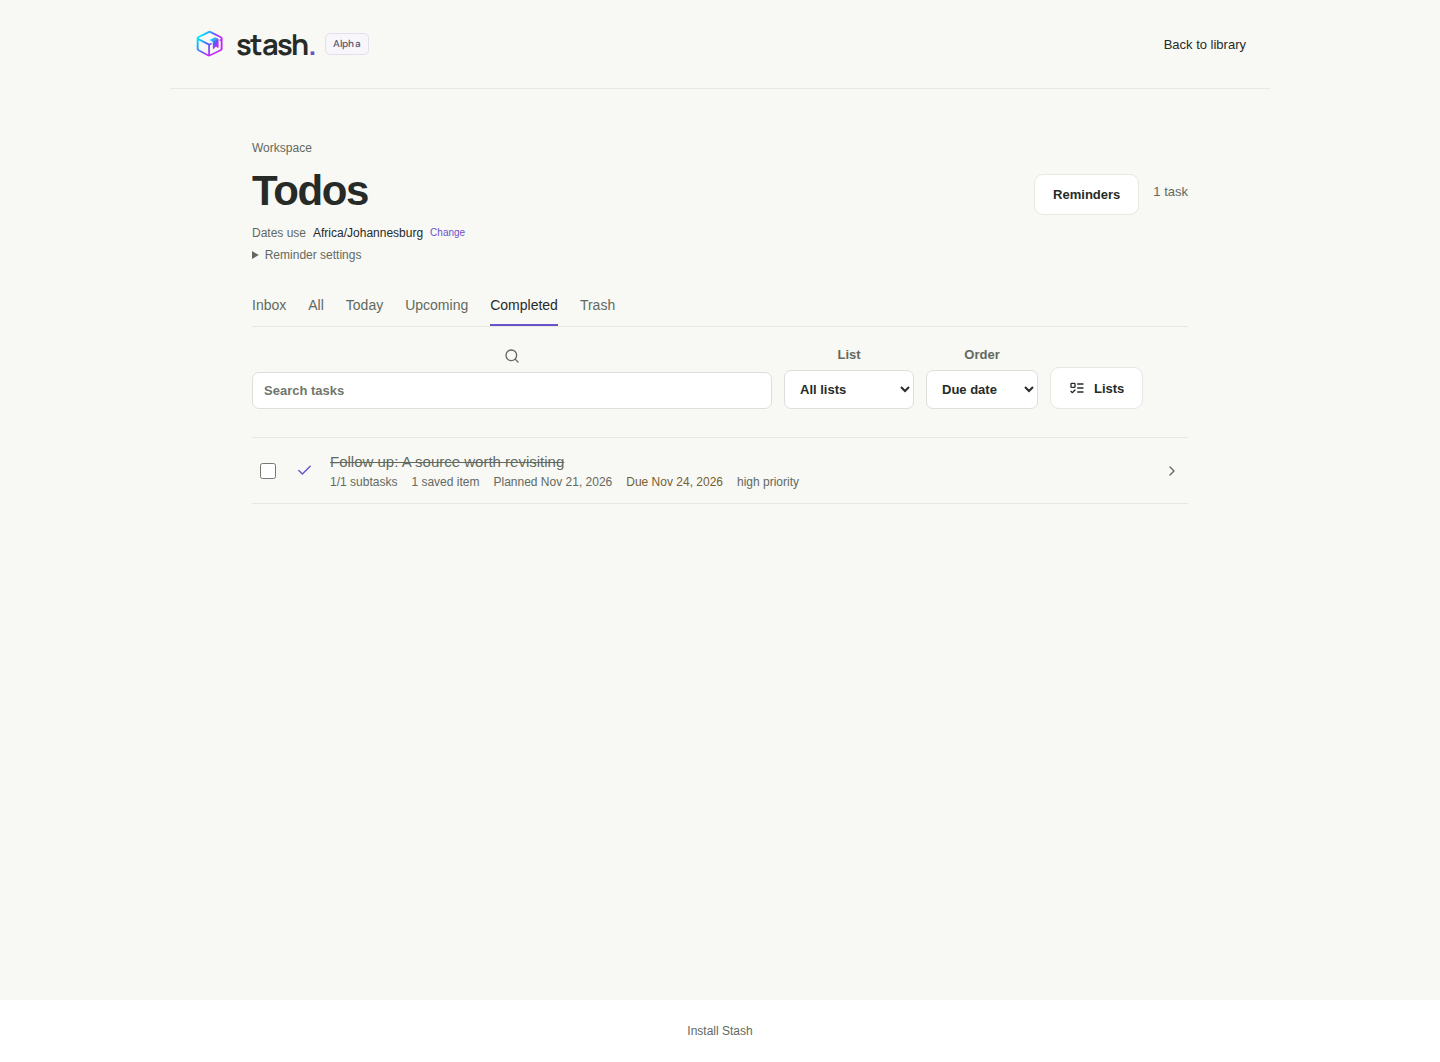 stash. Alpha
Back to library
Workspace
Todos
Reminders
1 task
Dates use Africa/Johannesburg Change
Reminder settings
Inbox All Today Upcoming Completed Trash
List
Order
Search tasks
All lists
Due date
Lists
Follow up: A source worth revisiting
1/1 subtasks 1 saved item Planned Nov 21, 2026 Due Nov 24, 2026 high priority
Install Stash